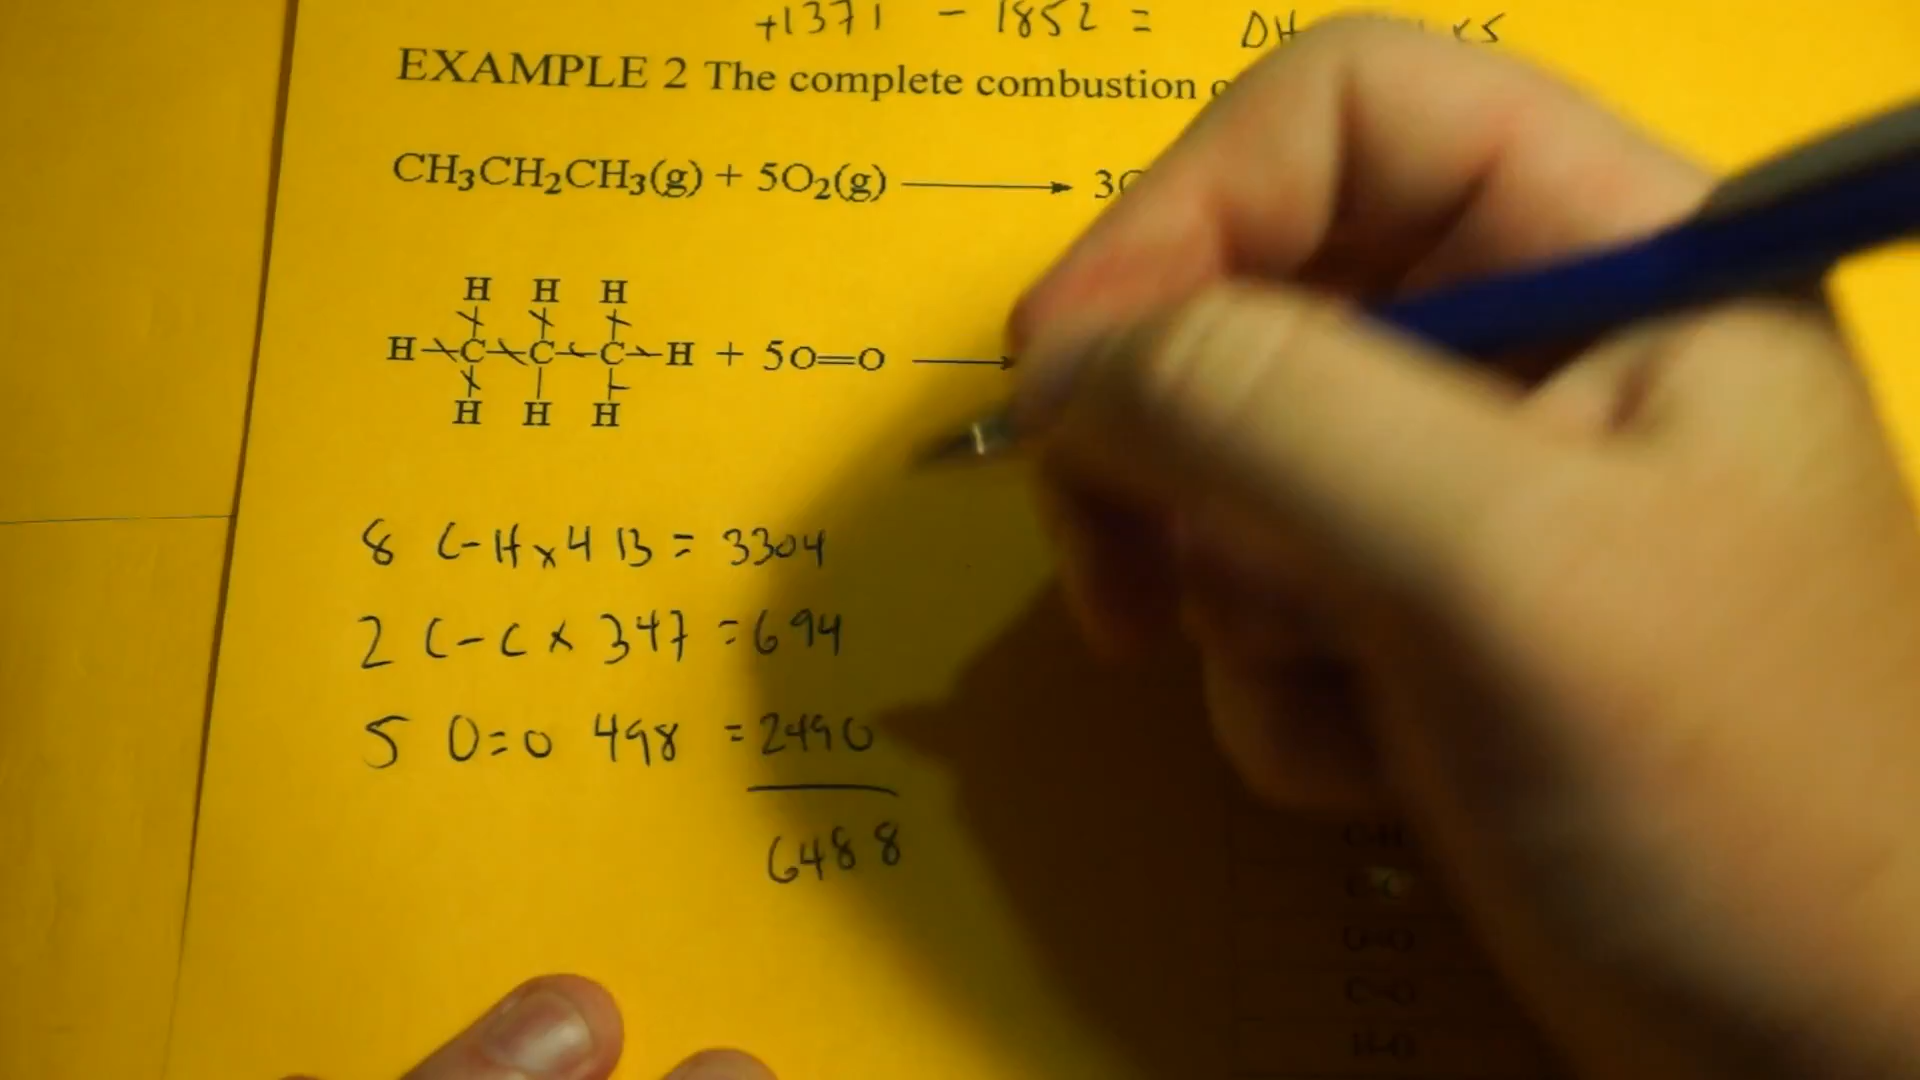 +1371 - 1852 =
EXAMPLE 2 The complete combustion
CH3CH2CH3(g) + 5O2(g) → 3
H H H
H C C C H + 5O=O →
H H H
8 C-H x 413 = 3304
2 C-C x 347 = 694
5 O=O 498 = 2490
6488